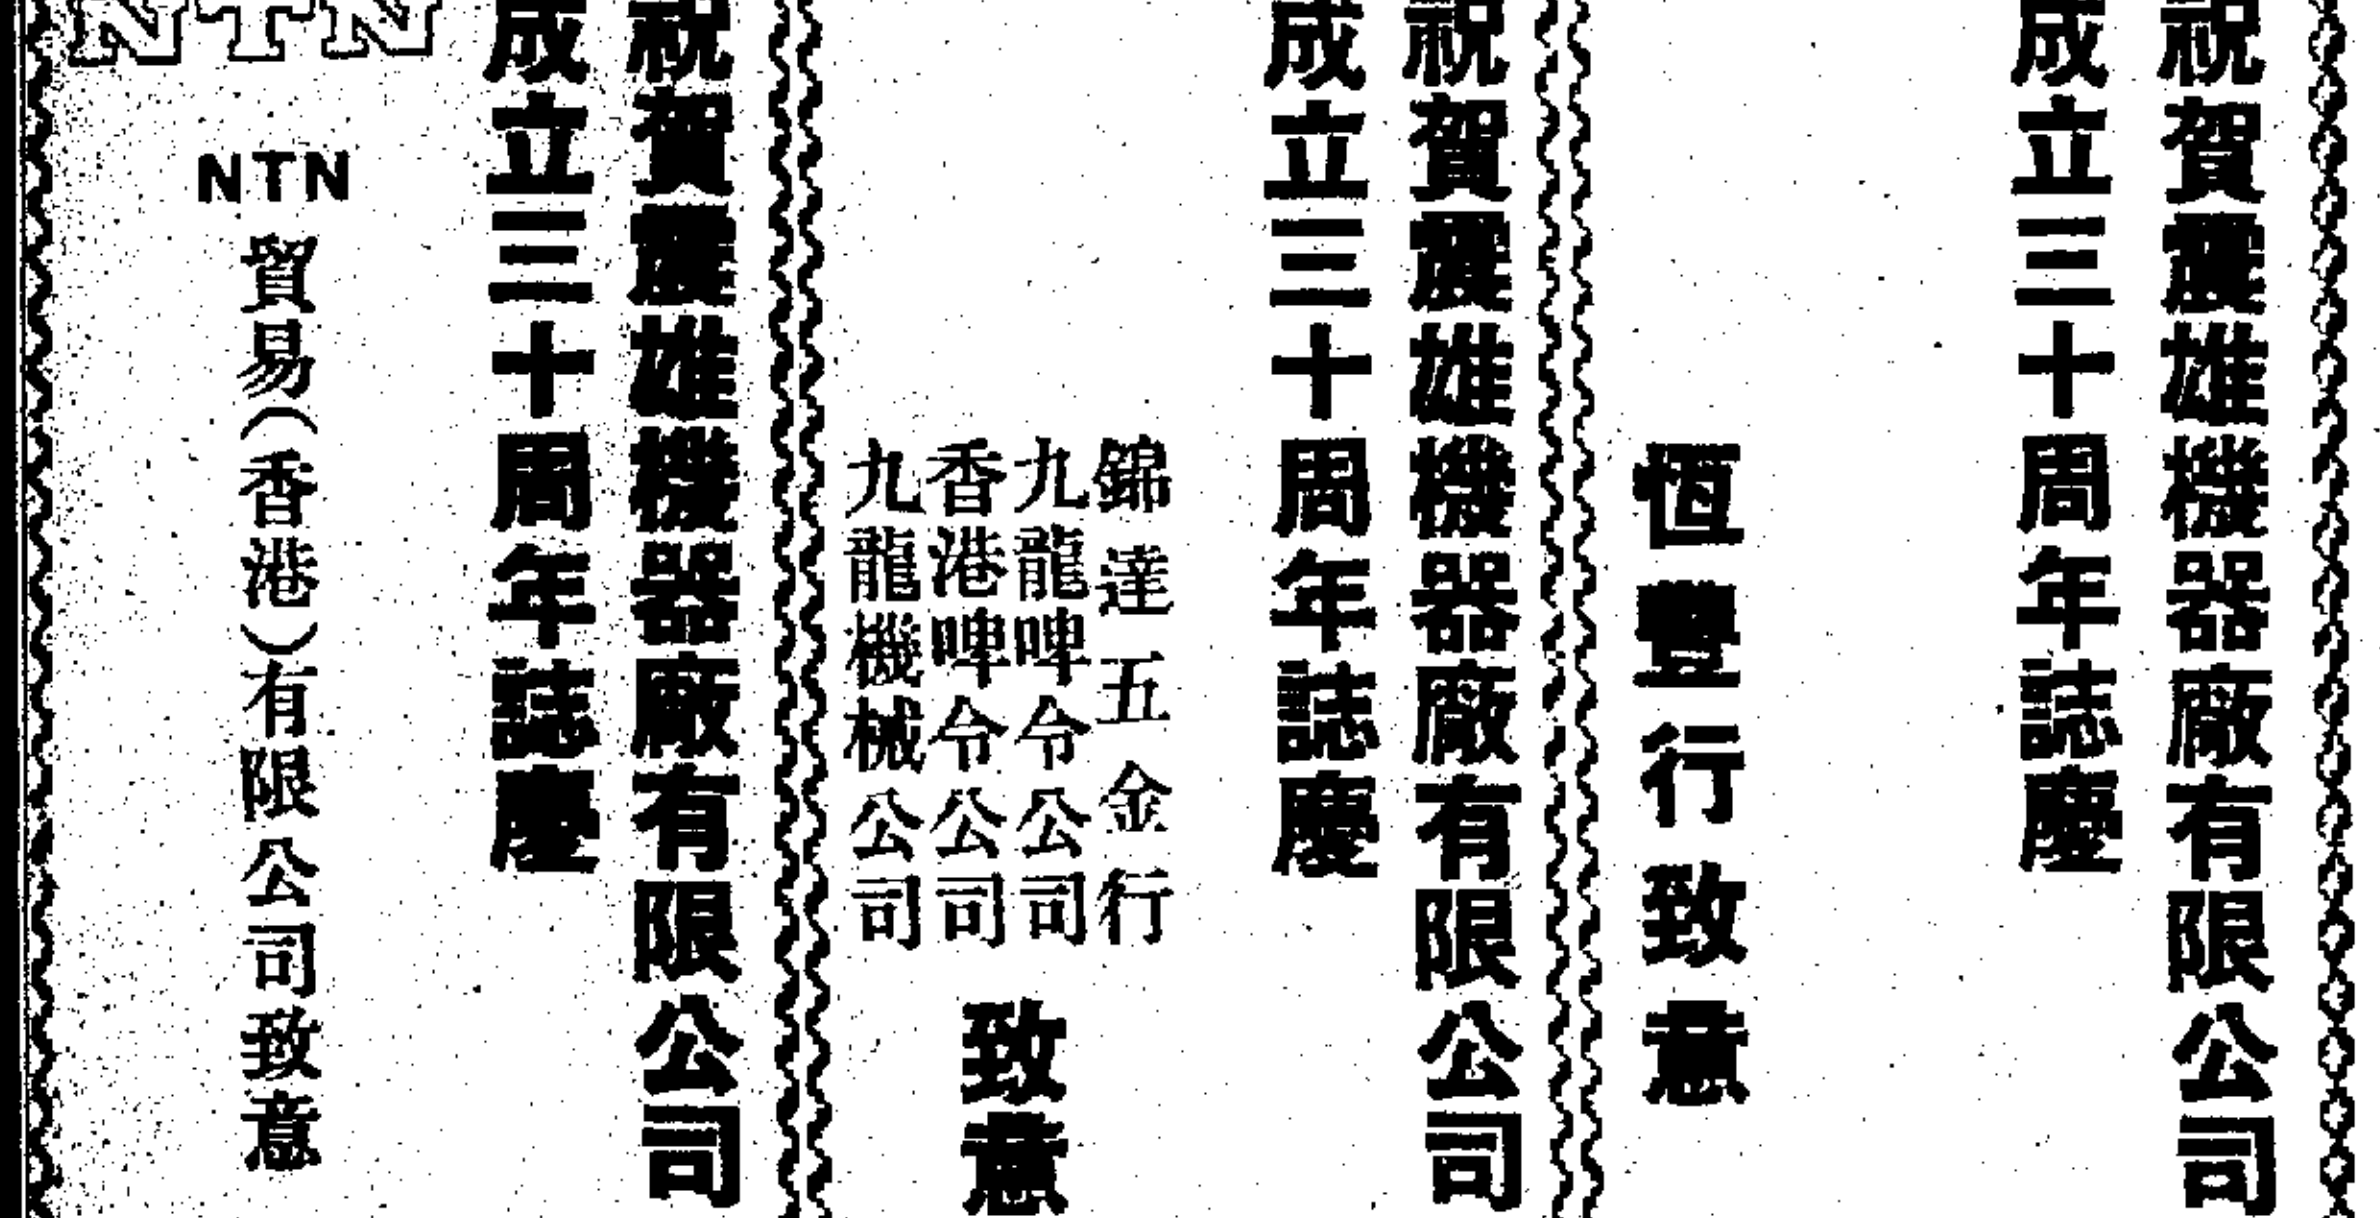 祝賀震雄機器廠有限公司
成立三十周年誌慶
恆豐行致意
祝賀震雄機器廠有限公司
成立三十周年誌慶
錦達五金行
九龍啤令公司
香港啤令公司
九龍機械公司
致意
祝賀震雄機器廠有限公司
成立三十周年誌慶
NTN
NTN貿易(香港)有限公司致意